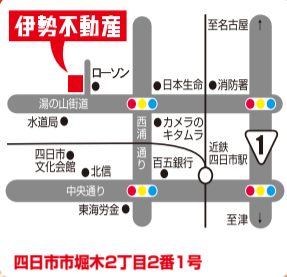 伊勢不動産
至名古屋
ローソン
日本生命
消防署
湯の山街道
水道局
西浦通り
カメラの
キタムラ
1
四日市
文化会館
北信
百五銀行
近鉄
四日市駅
中央通り
東海労金
至津
四日市市堀木2丁目2番1号